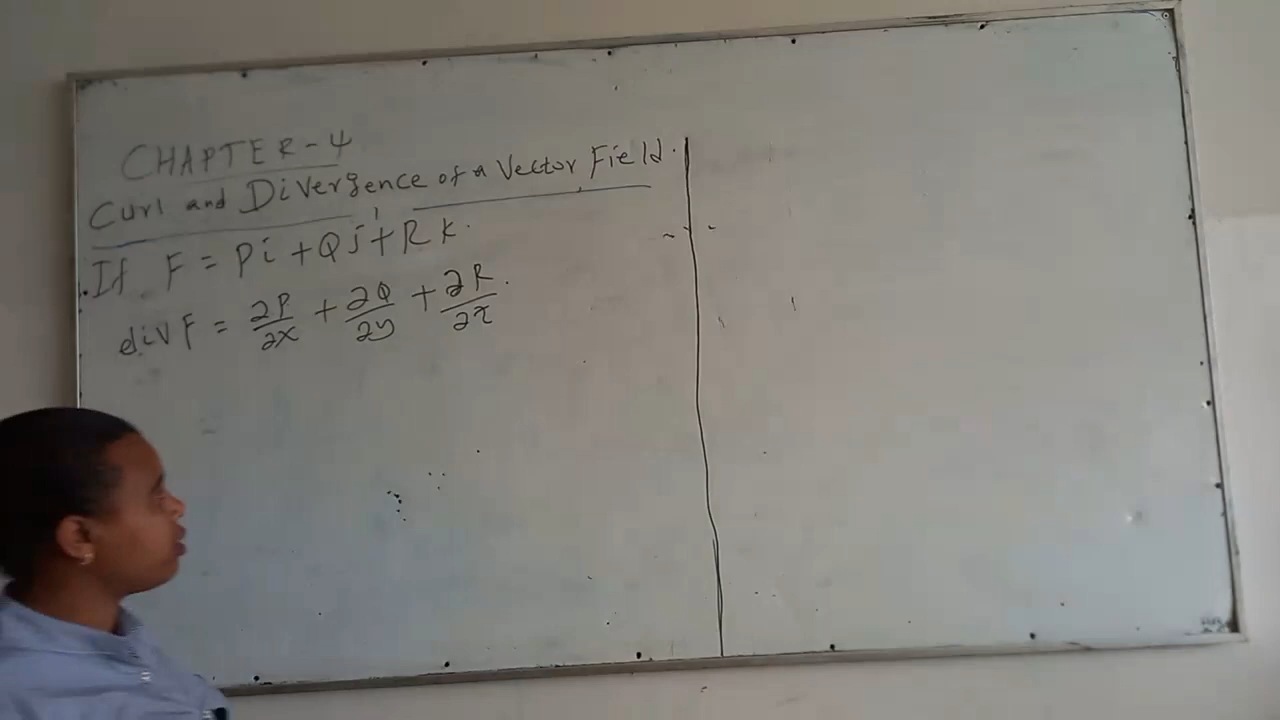 CHAPTER-4
Curl and Divergence of a Vector Field.
If F = Pi + Qj + Rk.
div F = ∂P/∂x + ∂Q/∂y + ∂R/∂z.